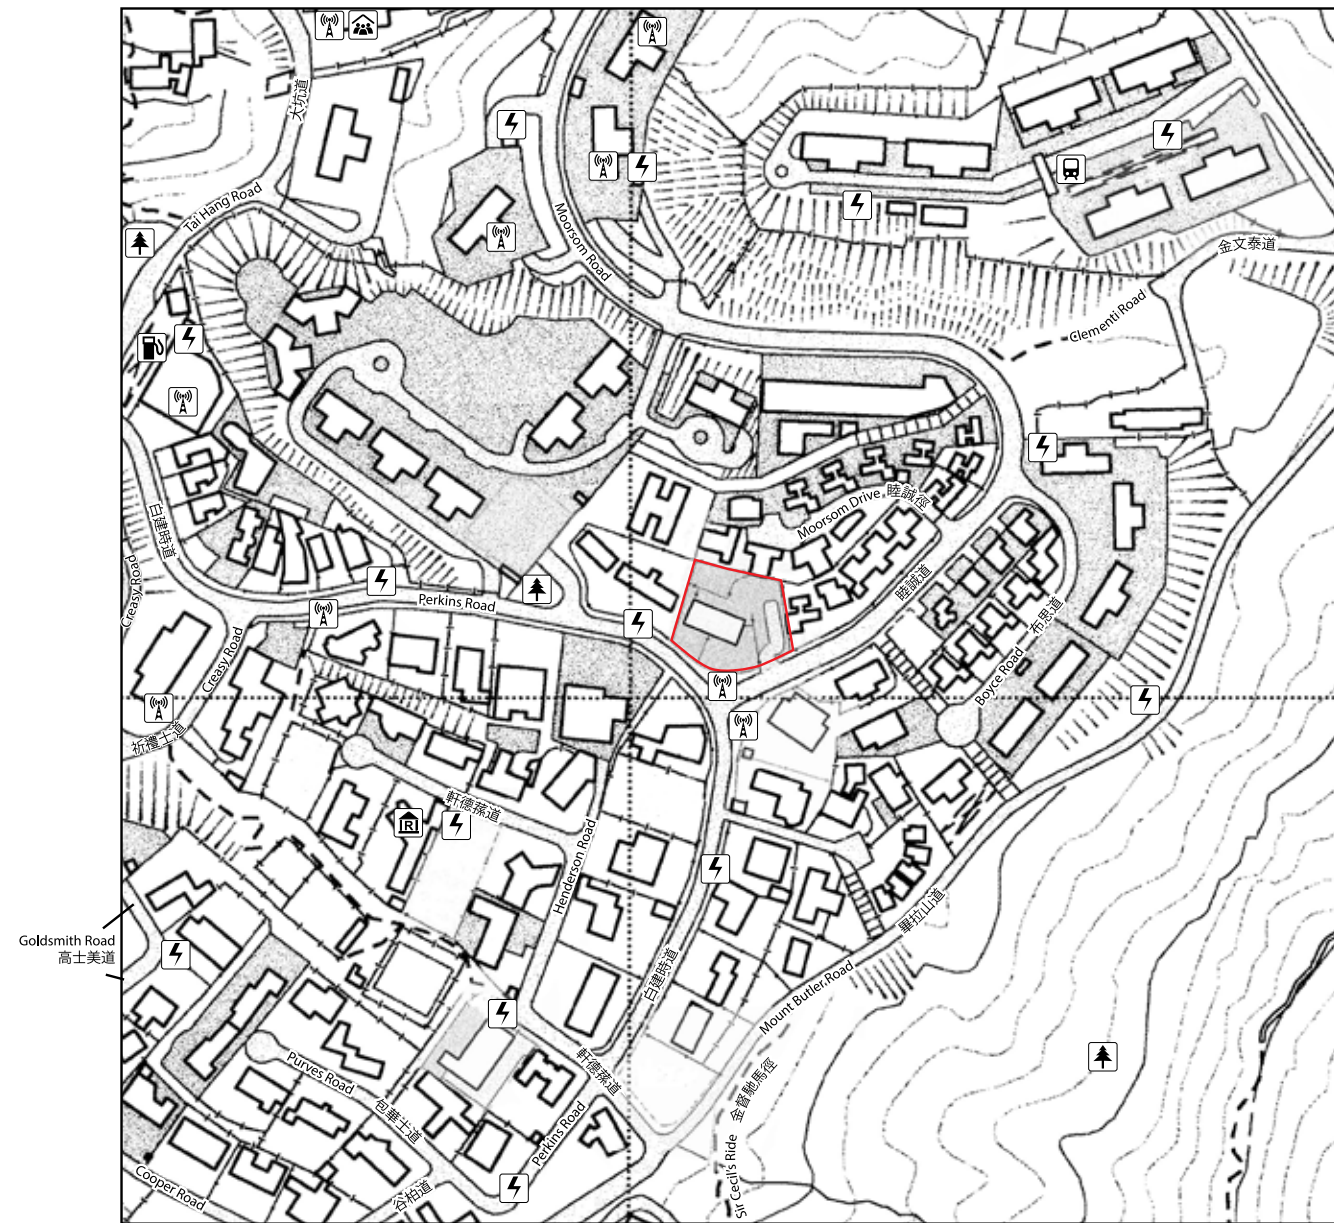 大坑道
Tai Hang Road
Moorsom Road
金文泰道
Clementi Road
白建時道
Moorsom Drive 睦誠徑
Creasy Road
Perkins Road
睦誠道
布思道
Creasy Road
Boyce Road
祈禮士道
軒德蓀道
Henderson Road
畢拉山道
Goldsmith Road
高士美道
白建時道
Mount Butler Road
Purves Road
軒德蓀道
金督馳馬徑
包華士道
Perkins Road
Sir Cecil's Ride
Cooper Road
谷柏道